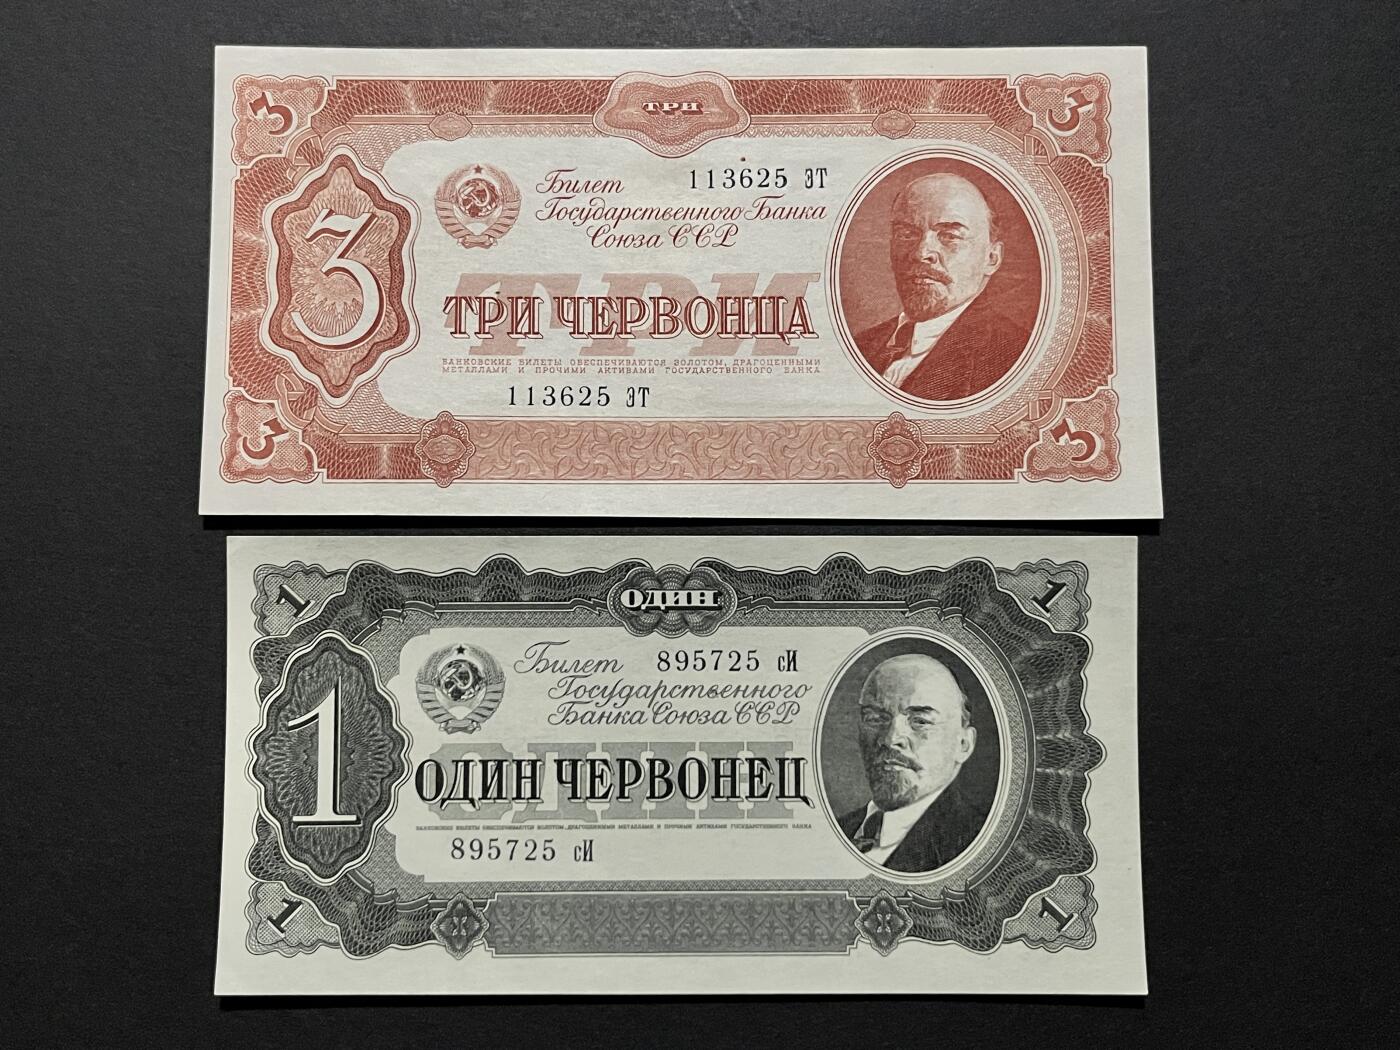 3 ТРИ 3
Билет 113625 ЭТ
Государственного Банка
Союза ССР
3
ТРИ
ТРИ ЧЕРВОНЦА
БАНКОВСКИЕ БИЛЕТЫ ОБЕСПЕЧИВАЮТСЯ ЗОЛОТОМ, ДРАГОЦЕННЫМИ
МЕТАЛЛАМИ И ПРОЧИМИ АКТИВАМИ ГОСУДАРСТВЕННОГО БАНКА
113625 ЭТ
3 3
1 ОДИН 1
Билет 895725 сИ
Государственного
Банка Союза ССР
1
ОДИН
ОДИН ЧЕРВОНЕЦ
БАНКОВСКИЕ БИЛЕТЫ ОБЕСПЕЧИВАЮТСЯ ЗОЛОТОМ, ДРАГОЦЕННЫМИ МЕТАЛЛАМИ И ПРОЧИМИ АКТИВАМИ ГОСУДАРСТВЕННОГО БАНКА
895725 сИ
1 1